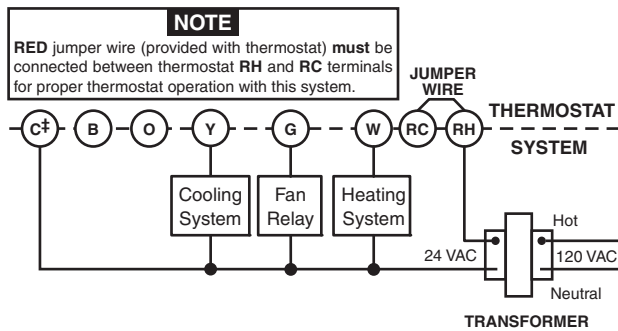 NOTE
RED jumper wire (provided with thermostat) must be
connected between thermostat RH and RC terminals
for proper thermostat operation with this system.
JUMPER
WIRE
THERMOSTAT
C‡ B O Y G W RC RH
SYSTEM
Cooling
System
Fan
Relay
Heating
System
Hot
24 VAC
120 VAC
Neutral
TRANSFORMER